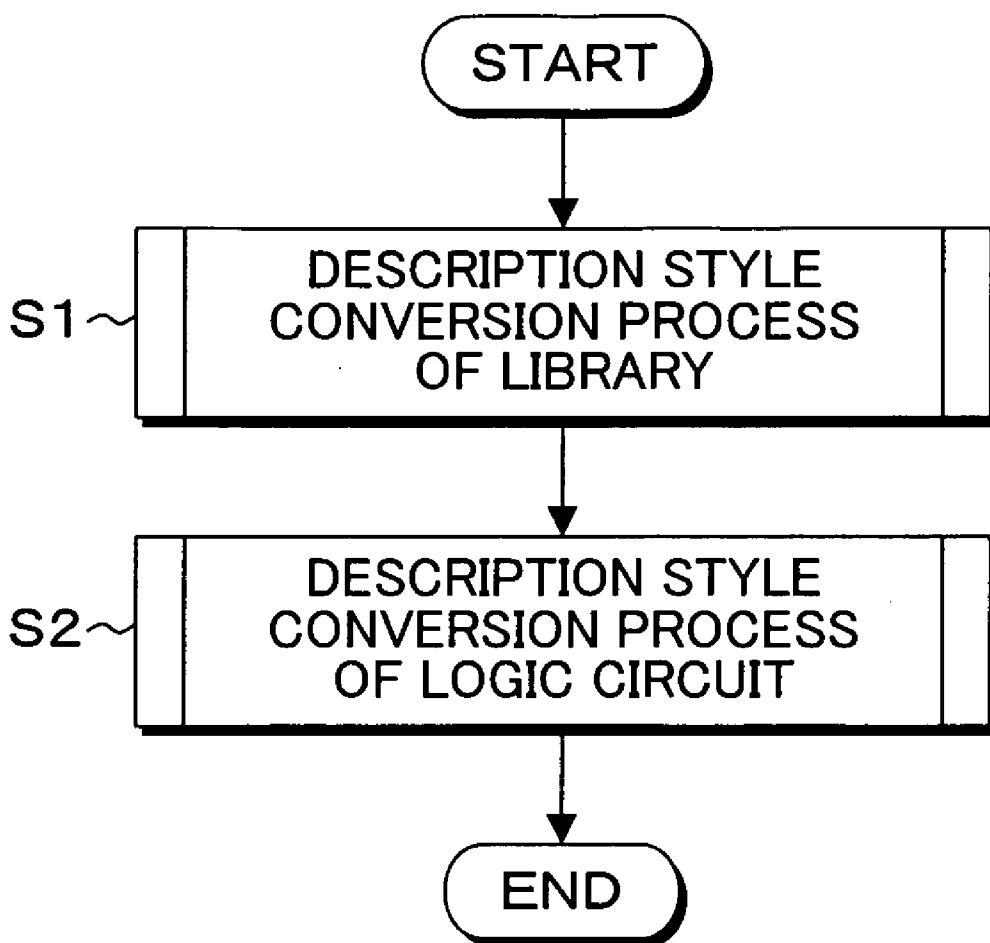 START
S1
DESCRIPTION STYLE
CONVERSION PROCESS
OF LIBRARY
S2
DESCRIPTION STYLE
CONVERSION PROCESS
OF LOGIC CIRCUIT
END